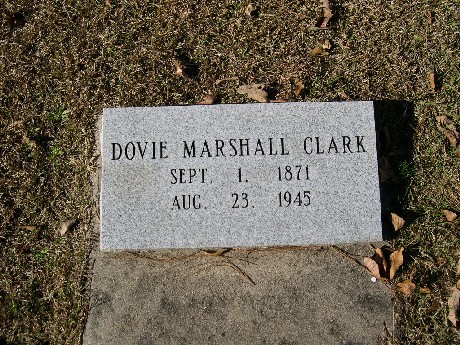 DOVIE MARSHALL CLARK
SEPT. 1. 1871
AUG. 23. 1945